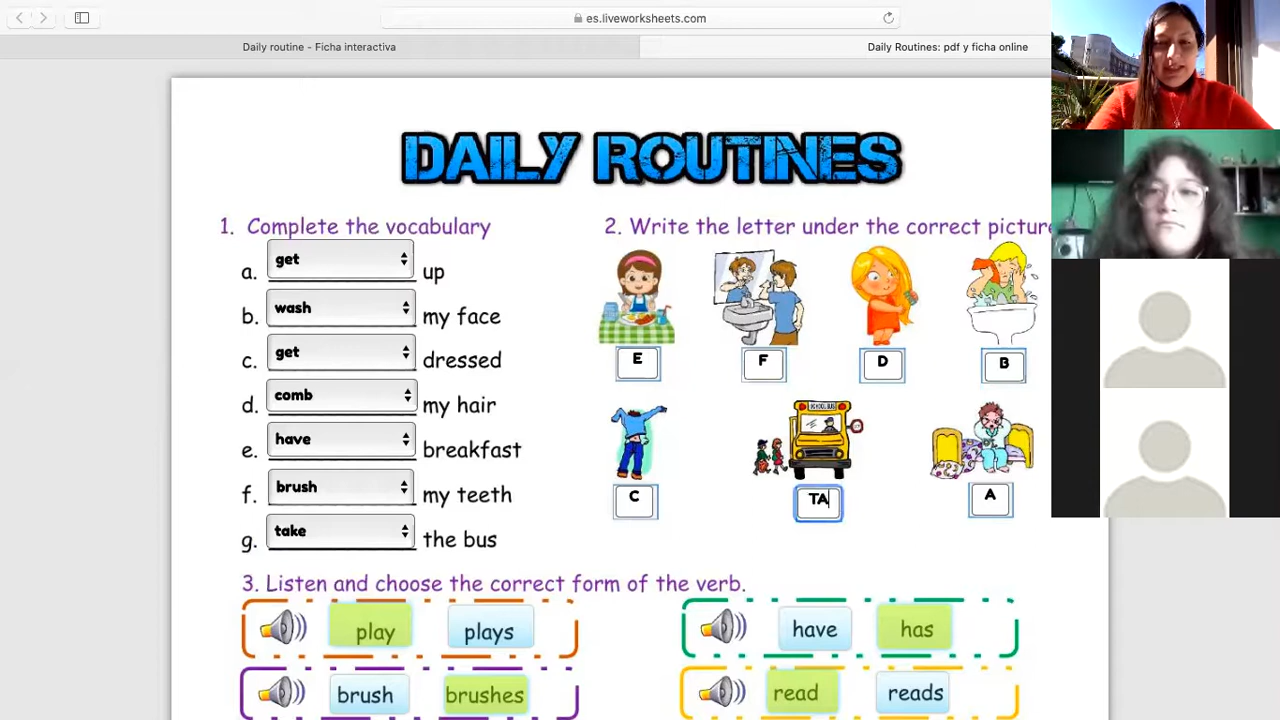 es.liveworksheets.com
Daily routine - Ficha interactiva
Daily Routines: pdf y ficha online
DAILY ROUTINES
1. Complete the vocabulary
a. get up
b. wash my face
c. get dressed
d. comb my hair
e. have breakfast
f. brush my teeth
g. take the bus
2. Write the letter under the correct picture
E F D B
SCHOOL BUS
C TA A
3. Listen and choose the correct form of the verb.
play plays have has
brush brushes read reads